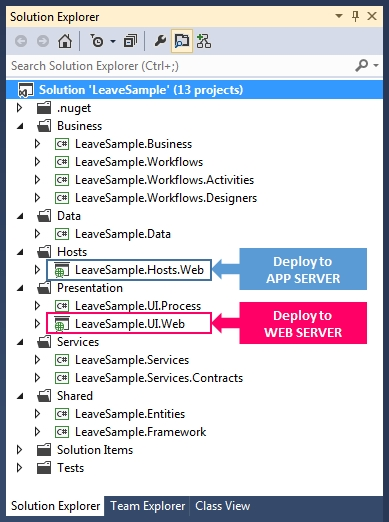 Solution Explorer
Search Solution Explorer (Ctrl+;)
Solution 'LeaveSample' (13 projects)
.nuget
Business
C# LeaveSample.Business
C# LeaveSample.Workflows
C# LeaveSample.Workflows.Activities
C# LeaveSample.Workflows.Designers
Data
C# LeaveSample.Data
Hosts
LeaveSample.Hosts.Web
Deploy to
APP SERVER
Presentation
C# LeaveSample.UI.Process
LeaveSample.UI.Web
Deploy to
WEB SERVER
Services
C# LeaveSample.Services
C# LeaveSample.Services.Contracts
Shared
C# LeaveSample.Entities
C# LeaveSample.Framework
Solution Items
Tests
Solution Explorer Team Explorer Class View